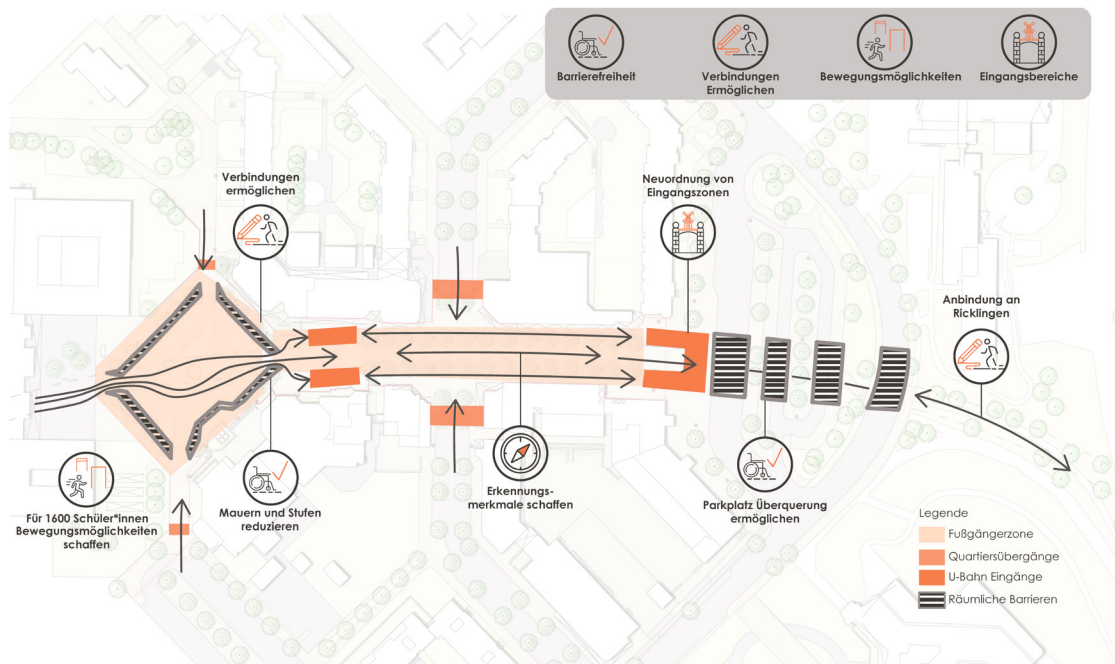 Barrierefreiheit
Verbindungen
Ermöglichen
Bewegungsmöglichkeiten
Eingangsbereiche
Verbindungen
ermöglichen
Neuordnung von
Eingangszonen
Anbindung an
Ricklingen
Für 1600 Schüler*innen
Bewegungsmöglichkeiten
schaffen
Mauern und Stufen
reduzieren
Erkennungs-
merkmale schaffen
Parkplatz Überquerung
ermöglichen
Legende
Fußgängerzone
Quartiersübergänge
U-Bahn Eingänge
Räumliche Barrieren